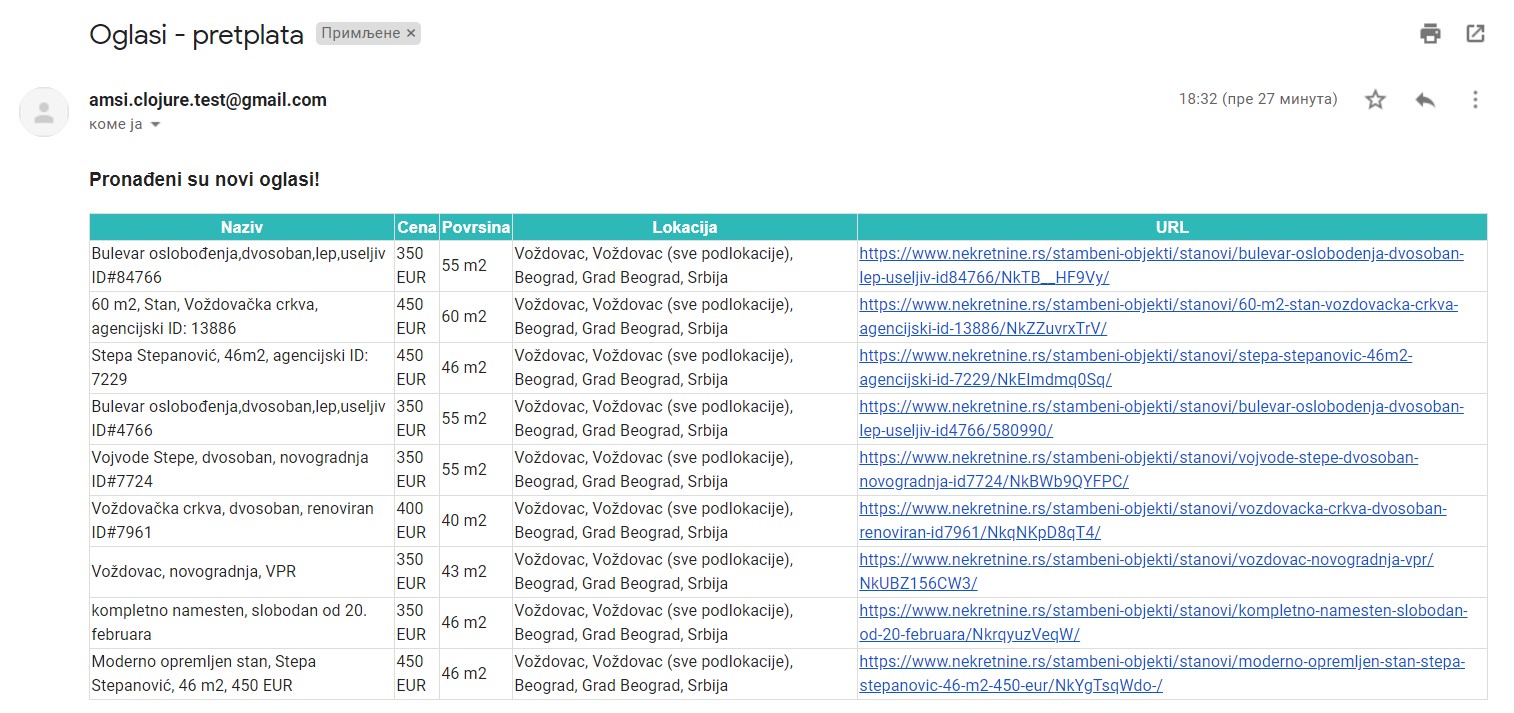 Oglasi - pretplata Примљене ×
amsi.clojure.test@gmail.com
18:32 (пре 27 минута)
коме ја
Pronađeni su novi oglasi!
Naziv Cena Povrsina Lokacija URL
Bulevar oslobođenja,dvosoban,lep,useljiv 350 Voždovac, Voždovac (sve podlokacije), https://www.nekretnine.rs/stambeni-objekti/stanovi/bulevar-oslobodenja-dvosoban-
55 m2
ID#84766 EUR Beograd, Grad Beograd, Srbija lep-useljiv-id84766/NkTB__HF9Vy/
60 m2, Stan, Voždovačka crkva, 450 Voždovac, Voždovac (sve podlokacije), https://www.nekretnine.rs/stambeni-objekti/stanovi/60-m2-stan-vozdovacka-crkva-
60 m2
agencijski ID: 13886 EUR Beograd, Grad Beograd, Srbija agencijski-id-13886/NkZZuvrxTrV/
Stepa Stepanović, 46m2, agencijski ID: 450 Voždovac, Voždovac (sve podlokacije), https://www.nekretnine.rs/stambeni-objekti/stanovi/stepa-stepanovic-46m2-
46 m2
7229 EUR Beograd, Grad Beograd, Srbija agencijski-id-7229/NkEImdmq0Sq/
Bulevar oslobođenja,dvosoban,lep,useljiv 350 Voždovac, Voždovac (sve podlokacije), https://www.nekretnine.rs/stambeni-objekti/stanovi/bulevar-oslobodenja-dvosoban-
55 m2
ID#4766 EUR Beograd, Grad Beograd, Srbija lep-useljiv-id4766/580990/
Vojvode Stepe, dvosoban, novogradnja 350 Voždovac, Voždovac (sve podlokacije), https://www.nekretnine.rs/stambeni-objekti/stanovi/vojvode-stepe-dvosoban-
55 m2
ID#7724 EUR Beograd, Grad Beograd, Srbija novogradnja-id7724/NkBWb9QYFPC/
Voždovačka crkva, dvosoban, renoviran 400 Voždovac, Voždovac (sve podlokacije), https://www.nekretnine.rs/stambeni-objekti/stanovi/vozdovacka-crkva-dvosoban-
40 m2
ID#7961 EUR Beograd, Grad Beograd, Srbija renoviran-id7961/NkqNKpD8qT4/
350 Voždovac, Voždovac (sve podlokacije), https://www.nekretnine.rs/stambeni-objekti/stanovi/vozdovac-novogradnja-vpr/
Voždovac, novogradnja, VPR 43 m2
EUR Beograd, Grad Beograd, Srbija NkUBZ156CW3/
kompletno namesten, slobodan od 20. 350 Voždovac, Voždovac (sve podlokacije), https://www.nekretnine.rs/stambeni-objekti/stanovi/kompletno-namesten-slobodan-
46 m2
februara EUR Beograd, Grad Beograd, Srbija od-20-februara/NkrqyuzVeqW/
Moderno opremljen stan, Stepa 450 Voždovac, Voždovac (sve podlokacije), https://www.nekretnine.rs/stambeni-objekti/stanovi/moderno-opremljen-stan-stepa-
46 m2
Stepanović, 46 m2, 450 EUR EUR Beograd, Grad Beograd, Srbija stepanovic-46-m2-450-eur/NkYgTsqWdo-/